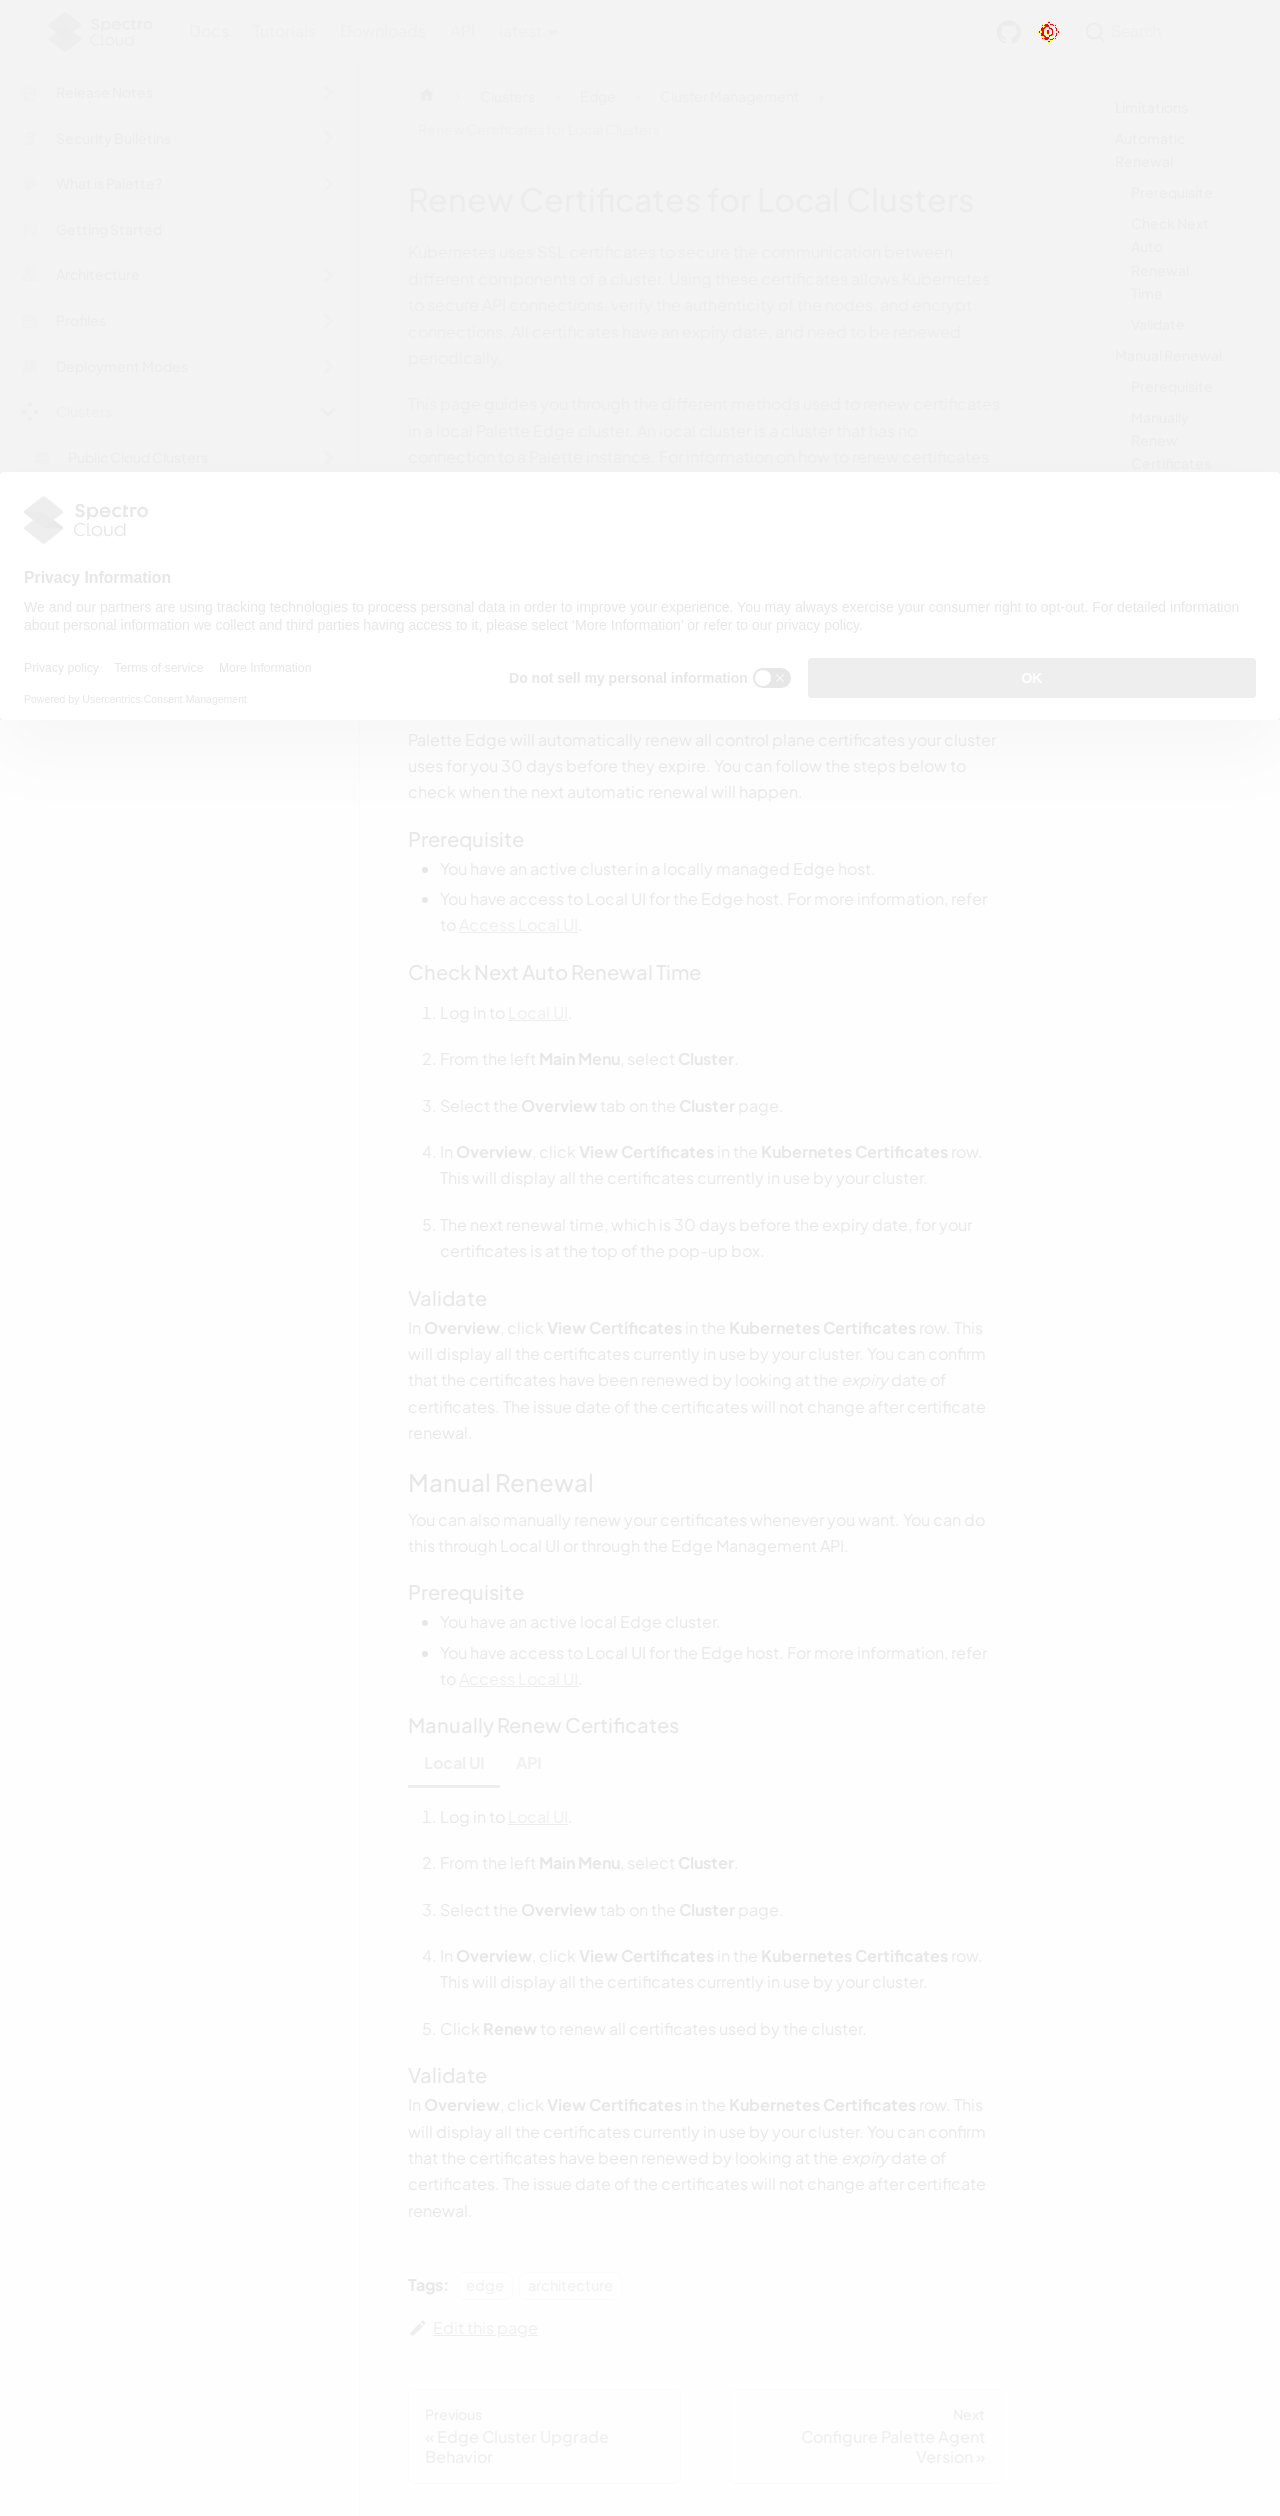 Spectro
Cloud
Docs
Tutorials
Downloads
API
latest
Search
Release Notes
Security Bulletins
What is Palette?
Getting Started
Architecture
Profiles
Deployment Modes
Clusters
Public Cloud Clusters
Clusters
Edge
Cluster Management
Renew Certificates for Local Clusters
Renew Certificates for Local Clusters
Kubernetes uses SSL certificates to secure the communication between
different components of a cluster. Using these certificates allows Kubernetes
to secure API connections, verify the authenticity of the nodes, and encrypt
connections. All certificates have an expiry date, and need to be renewed
periodically.
This page guides you through the different methods used to renew certificates
in a local Palette Edge cluster. An local cluster is a cluster that has no
connection to a Palette instance. For information on how to renew certificates
Limitations
Automatic
Renewal
Prerequisite
Check Next
Auto
Renewal
Time
Validate
Manual Renewal
Prerequisite
Manually
Renew
Certificates
Spectro
Cloud
Privacy Information
We and our partners are using tracking technologies to process personal data in order to improve your experience. You may always exercise your consumer right to opt-out. For detailed information
about personal information we collect and third parties having access to it, please select ‘More Information’ or refer to our privacy policy.
Privacy policy Terms of service More Information
Powered by Usercentrics Consent Management
Do not sell my personal information
OK
Palette Edge will automatically renew all control plane certificates your cluster
uses for you 30 days before they expire. You can follow the steps below to
check when the next automatic renewal will happen.
Prerequisite
• You have an active cluster in a locally managed Edge host.
• You have access to Local UI for the Edge host. For more information, refer
to Access Local UI.
Check Next Auto Renewal Time
1. Log in to Local UI.
2. From the left Main Menu, select Cluster.
3. Select the Overview tab on the Cluster page.
4. In Overview, click View Certificates in the Kubernetes Certificates row.
This will display all the certificates currently in use by your cluster.
5. The next renewal time, which is 30 days before the expiry date, for your
certificates is at the top of the pop-up box.
Validate
In Overview, click View Certificates in the Kubernetes Certificates row. This
will display all the certificates currently in use by your cluster. You can confirm
that the certificates have been renewed by looking at the expiry date of
certificates. The issue date of the certificates will not change after certificate
renewal.
Manual Renewal
You can also manually renew your certificates whenever you want. You can do
this through Local UI or through the Edge Management API.
Prerequisite
• You have an active local Edge cluster.
• You have access to Local UI for the Edge host. For more information, refer
to Access Local UI.
Manually Renew Certificates
Local UI API
1. Log in to Local UI.
2. From the left Main Menu, select Cluster.
3. Select the Overview tab on the Cluster page.
4. In Overview, click View Certificates in the Kubernetes Certificates row.
This will display all the certificates currently in use by your cluster.
5. Click Renew to renew all certificates used by the cluster.
Validate
In Overview, click View Certificates in the Kubernetes Certificates row. This
will display all the certificates currently in use by your cluster. You can confirm
that the certificates have been renewed by looking at the expiry date of
certificates. The issue date of the certificates will not change after certificate
renewal.
Tags: edge architecture
Edit this page
Previous
« Edge Cluster Upgrade
Behavior
Next
Configure Palette Agent
Version »